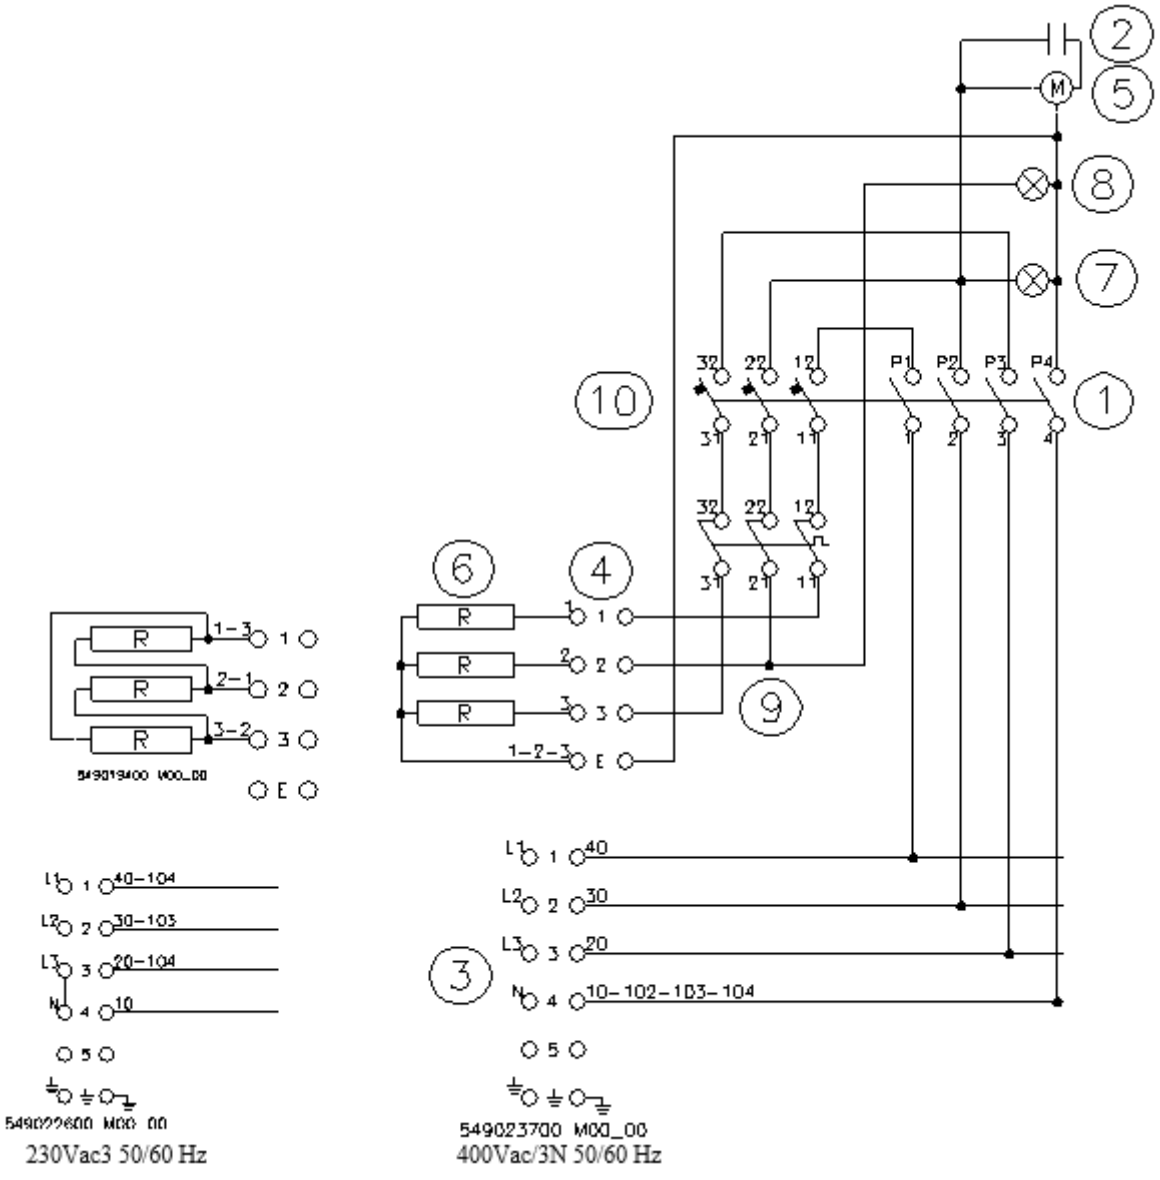 2
M 5
8
7
32 22 12 P1 P2 P3 P4
10 1
31 21 11 1 2 3 4
32 22 12
31 21 11
6 4
R 1 1
R 2 2
R 3 3
1-2-3 E
9
R 1-3 1
R 2-1 2
R 3-2 3
549019400 M00_00
E
L1 1 40
L2 2 30
L3 3 20
3
N 4 10-102-103-104
5
549023700 M00_00
400Vac/3N 50/60 Hz
L1 1 40-104
L2 2 30-103
L3 3 20-104
N 4 10
5
549022600 M00_00
230Vac3 50/60 Hz